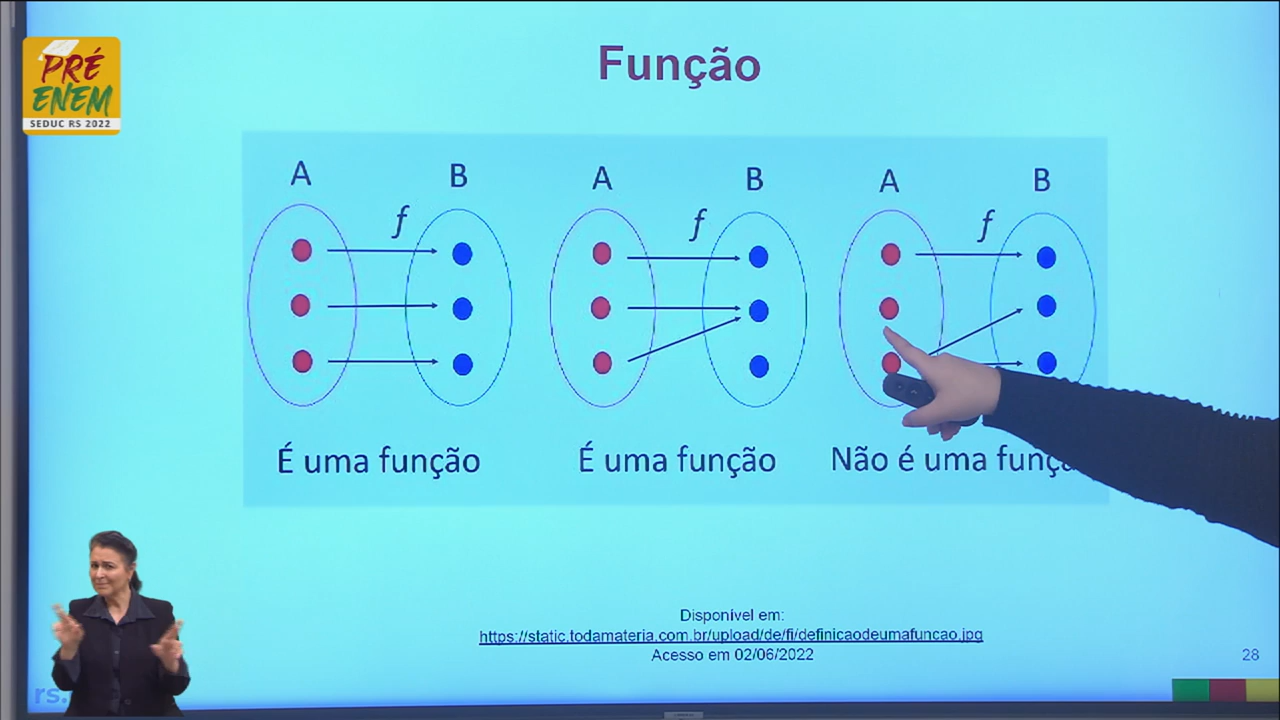 PRÉ
ENEM
SEDUC RS 2022
Função
A B A B A B
f f f
É uma função É uma função Não é uma funçã
Disponível em:
https://static.todamateria.com.br/upload/de/fi/definicaodeumafuncao.jpg
Acesso em 02/06/2022
28
rs.